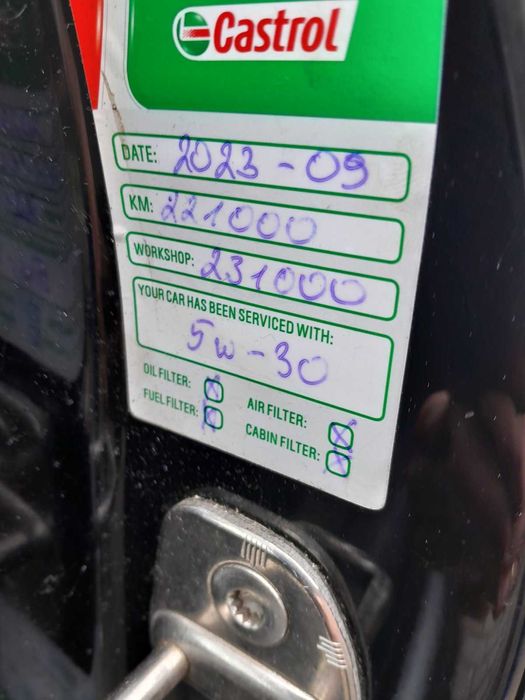 Castrol
DATE: 2023-09
KM: 221000
WORKSHOP: 231000
YOUR CAR HAS BEEN SERVICED WITH:
5w-30
OIL FILTER: AIR FILTER:
FUEL FILTER: CABIN FILTER: